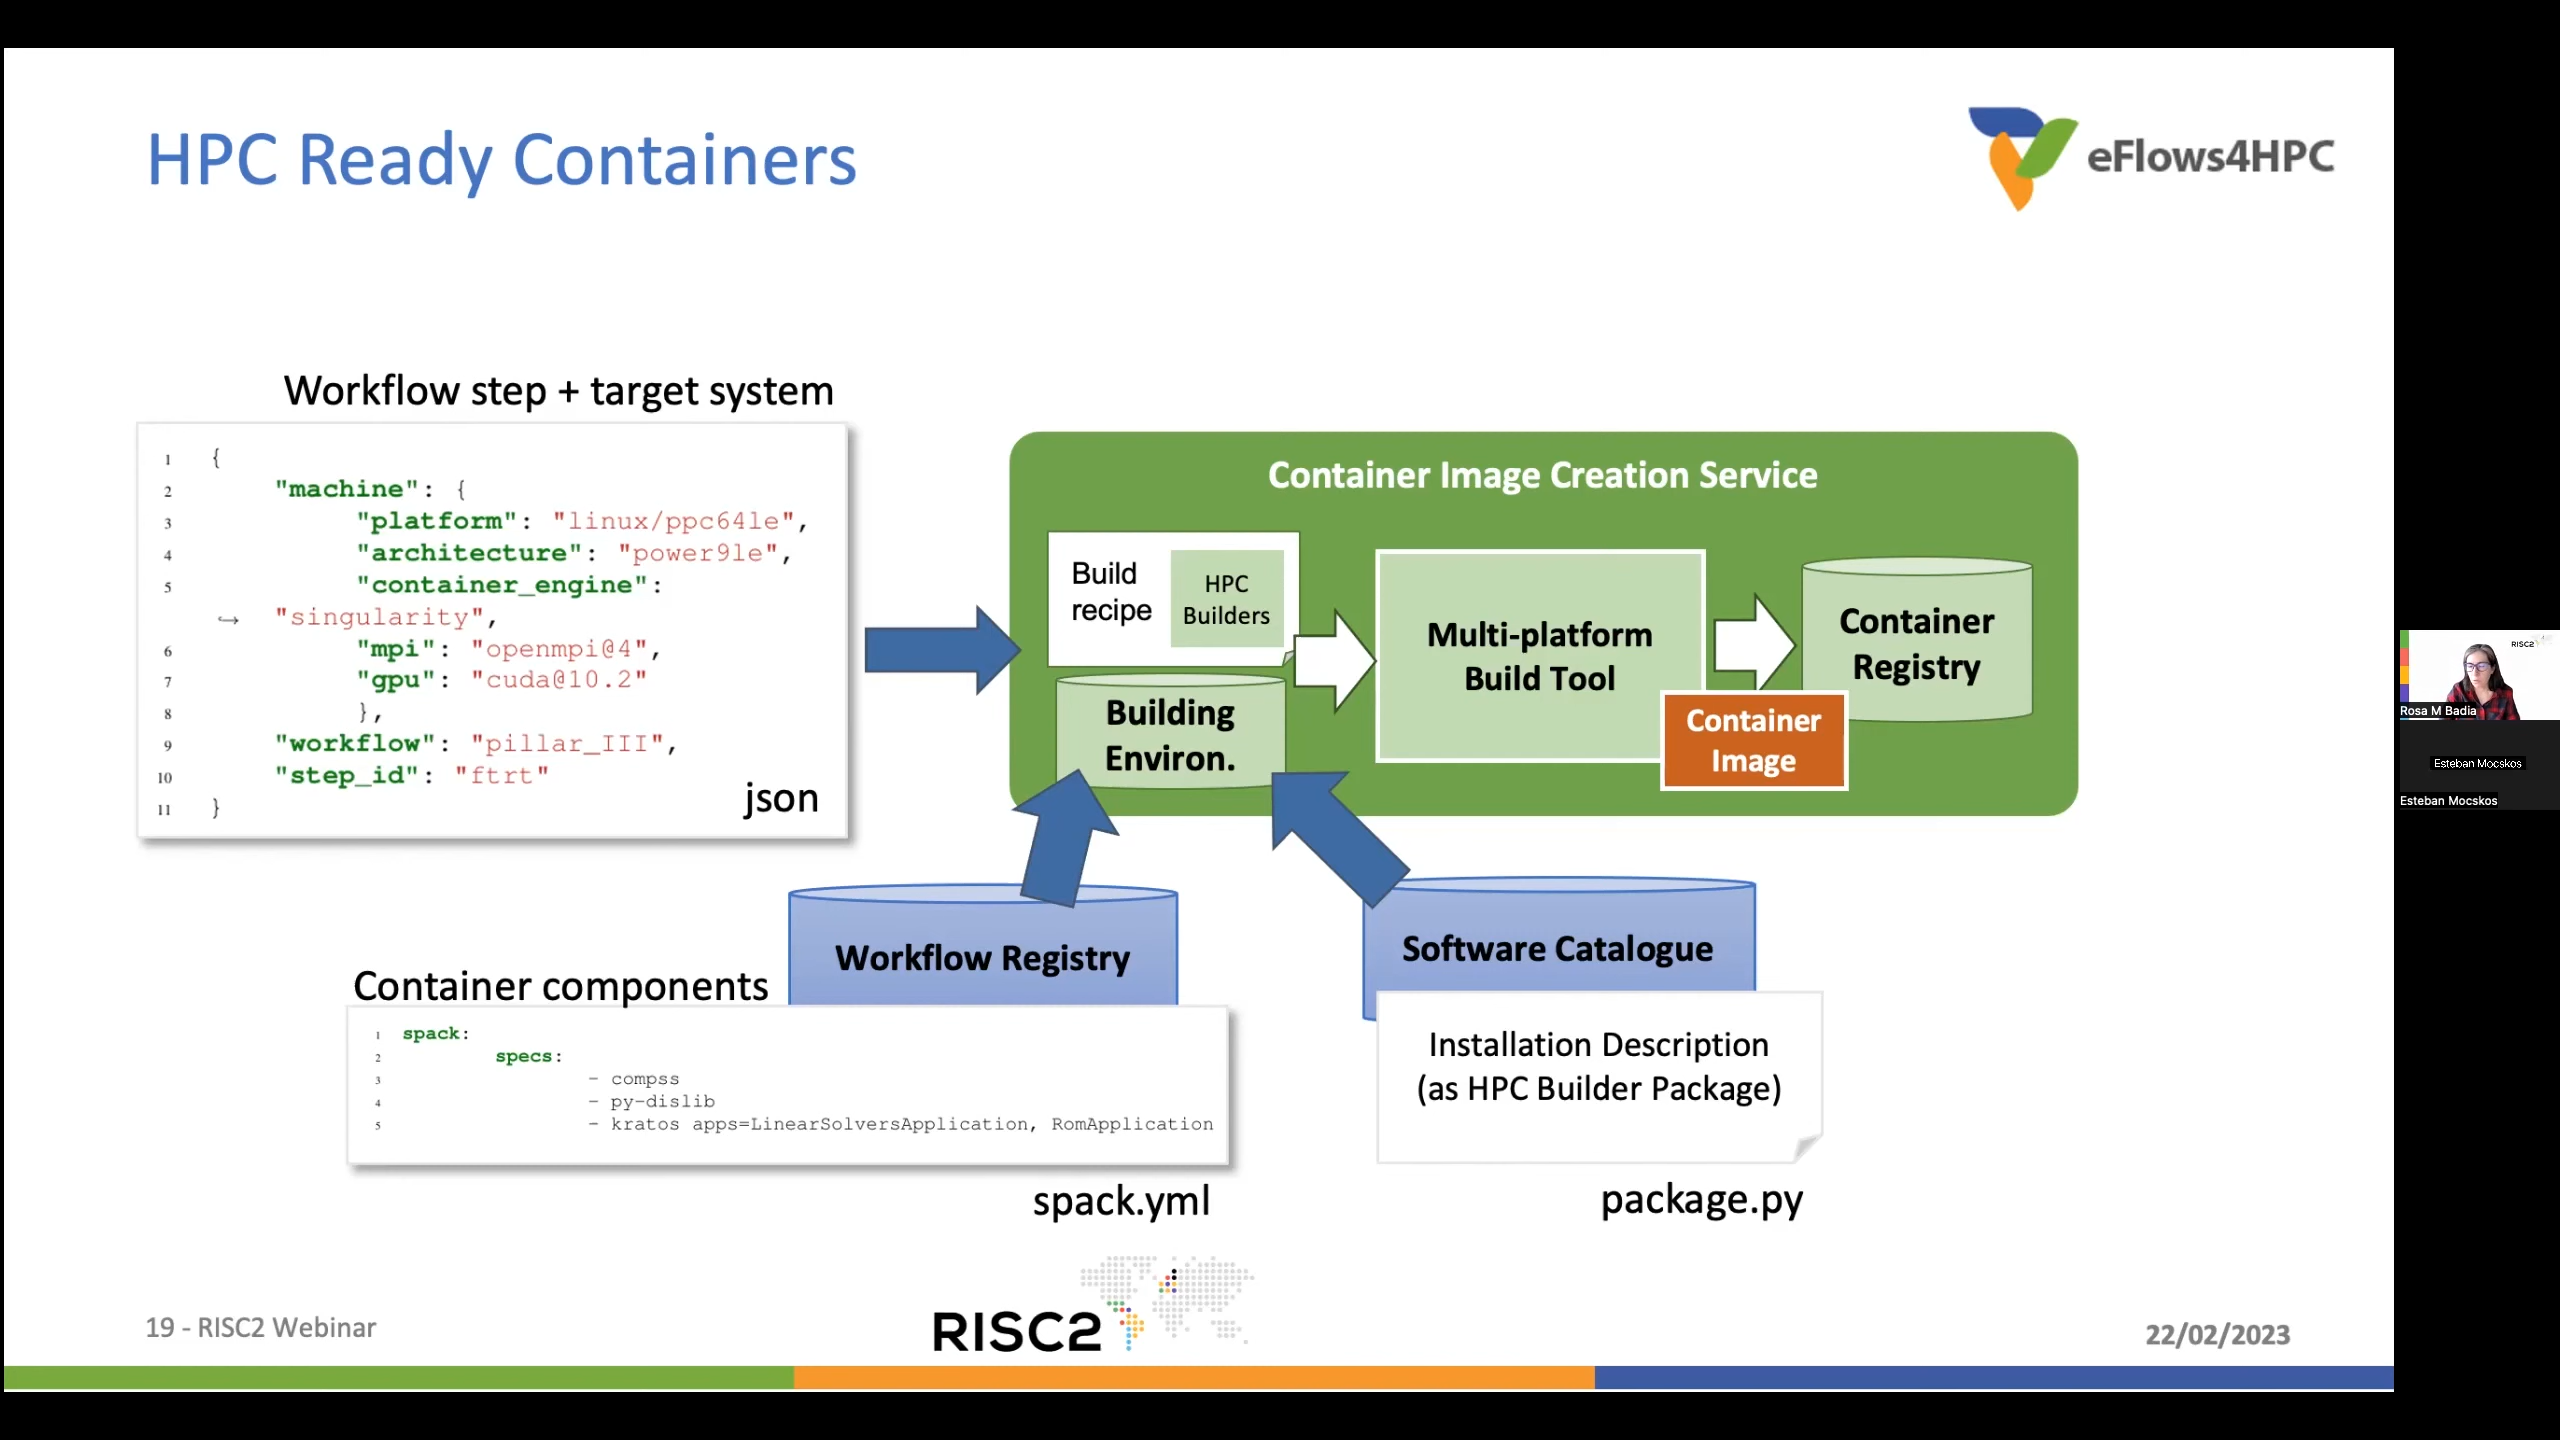 HPC Ready Containers
eFlows4HPC
Workflow step + target system
1 {
2 "machine": {
3 "platform": "linux/ppc64le",
4 "architecture": "power9le",
5 "container_engine":
↪ "singularity",
6 "mpi": "openmpi@4",
7 "gpu": "cuda@10.2"
8 },
9 "workflow": "pillar_III",
10 "step_id": "ftrt"
11 }
json
Container Image Creation Service
Build
recipe
HPC
Builders
Building
Environ.
Multi-platform
Build Tool
Container
Image
Container
Registry
Workflow Registry
Software Catalogue
Container components
1 spack:
2 specs:
3 - compss
4 - py-dislib
5 - kratos apps=LinearSolversApplication, RomApplication
spack.yml
Installation Description
(as HPC Builder Package)
package.py
19 - RISC2 Webinar
RISC2
22/02/2023
RISC2
Rosa M Badia
Esteban Mocskos
Esteban Mocskos